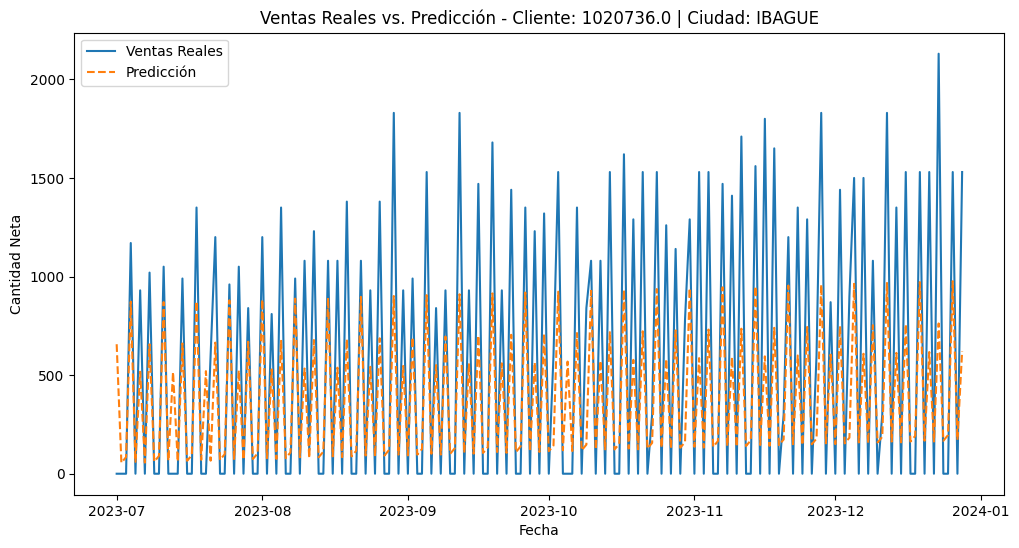 Ventas Reales vs. Predicción - Cliente: 1020736.0 | Ciudad: IBAGUE
Ventas Reales
Predicción
Cantidad Neta
2000
1500
1000
500
0
2023-07
2023-08
2023-09
2023-10
2023-11
2023-12
2024-01
Fecha